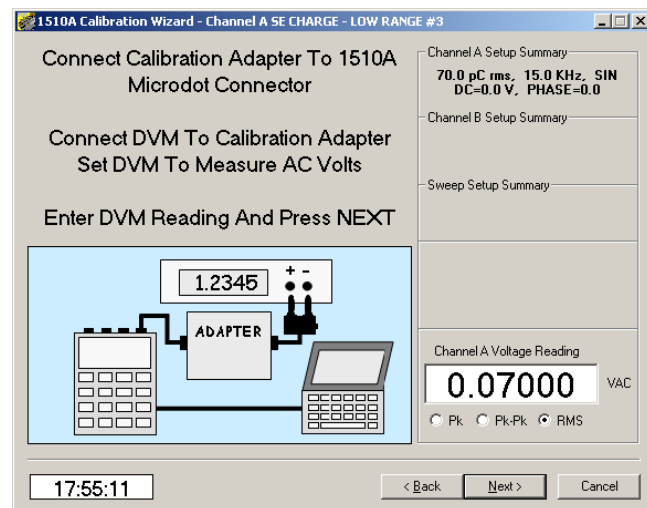 1510A Calibration Wizard - Channel A SE CHARGE - LOW RANGE #3
Connect Calibration Adapter To 1510A
Microdot Connector
Connect DVM To Calibration Adapter
Set DVM To Measure AC Volts
Enter DVM Reading And Press NEXT
1.2345
+ -
ADAPTER
Channel A Setup Summary
70.0 pC rms, 15.0 KHz, SIN
DC=0.0 V, PHASE=0.0
Channel B Setup Summary
Sweep Setup Summary
Channel A Voltage Reading
0.07000 VAC
Pk Pk-Pk RMS
17:55:11
< Back Next > Cancel